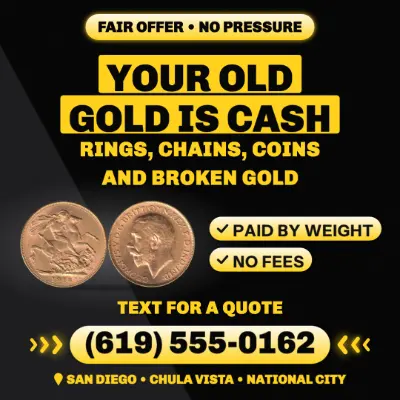 FAIR OFFER • NO PRESSURE
YOUR OLD
GOLD IS CASH
RINGS, CHAINS, COINS
AND BROKEN GOLD
PAID BY WEIGHT
NO FEES
TEXT FOR A QUOTE
(619) 555-0162
SAN DIEGO • CHULA VISTA • NATIONAL CITY